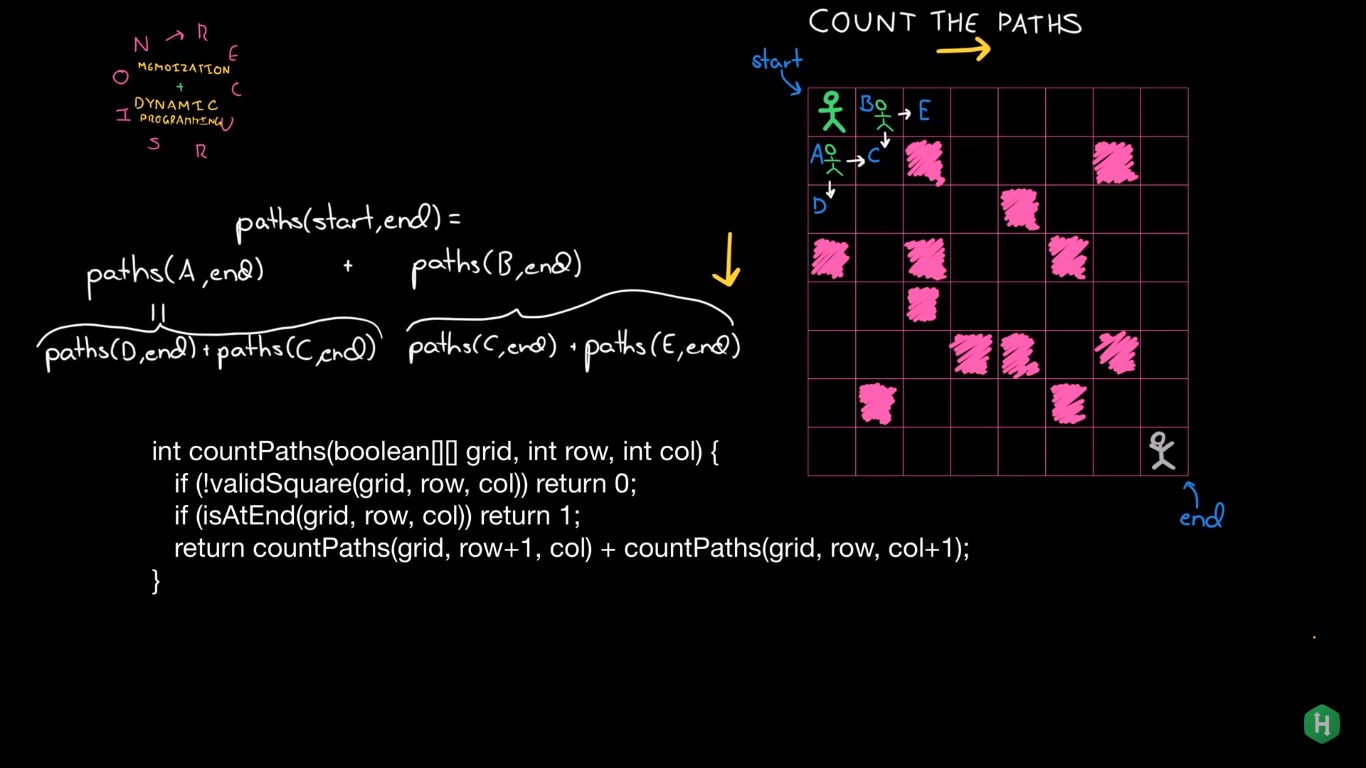 COUNT THE PATHS
N → R E C U R S I O N
MEMOIZATION
+
DYNAMIC
PROGRAMMING
start
B → E
A → C
D
paths(start,end) =
paths(A,end) + paths(B,end)
||
paths(D,end) + paths(C,end) paths(C,end) + paths(E,end)
int countPaths(boolean[][] grid, int row, int col) {
if (!validSquare(grid, row, col)) return 0;
if (isAtEnd(grid, row, col)) return 1;
return countPaths(grid, row+1, col) + countPaths(grid, row, col+1);
}
end
H